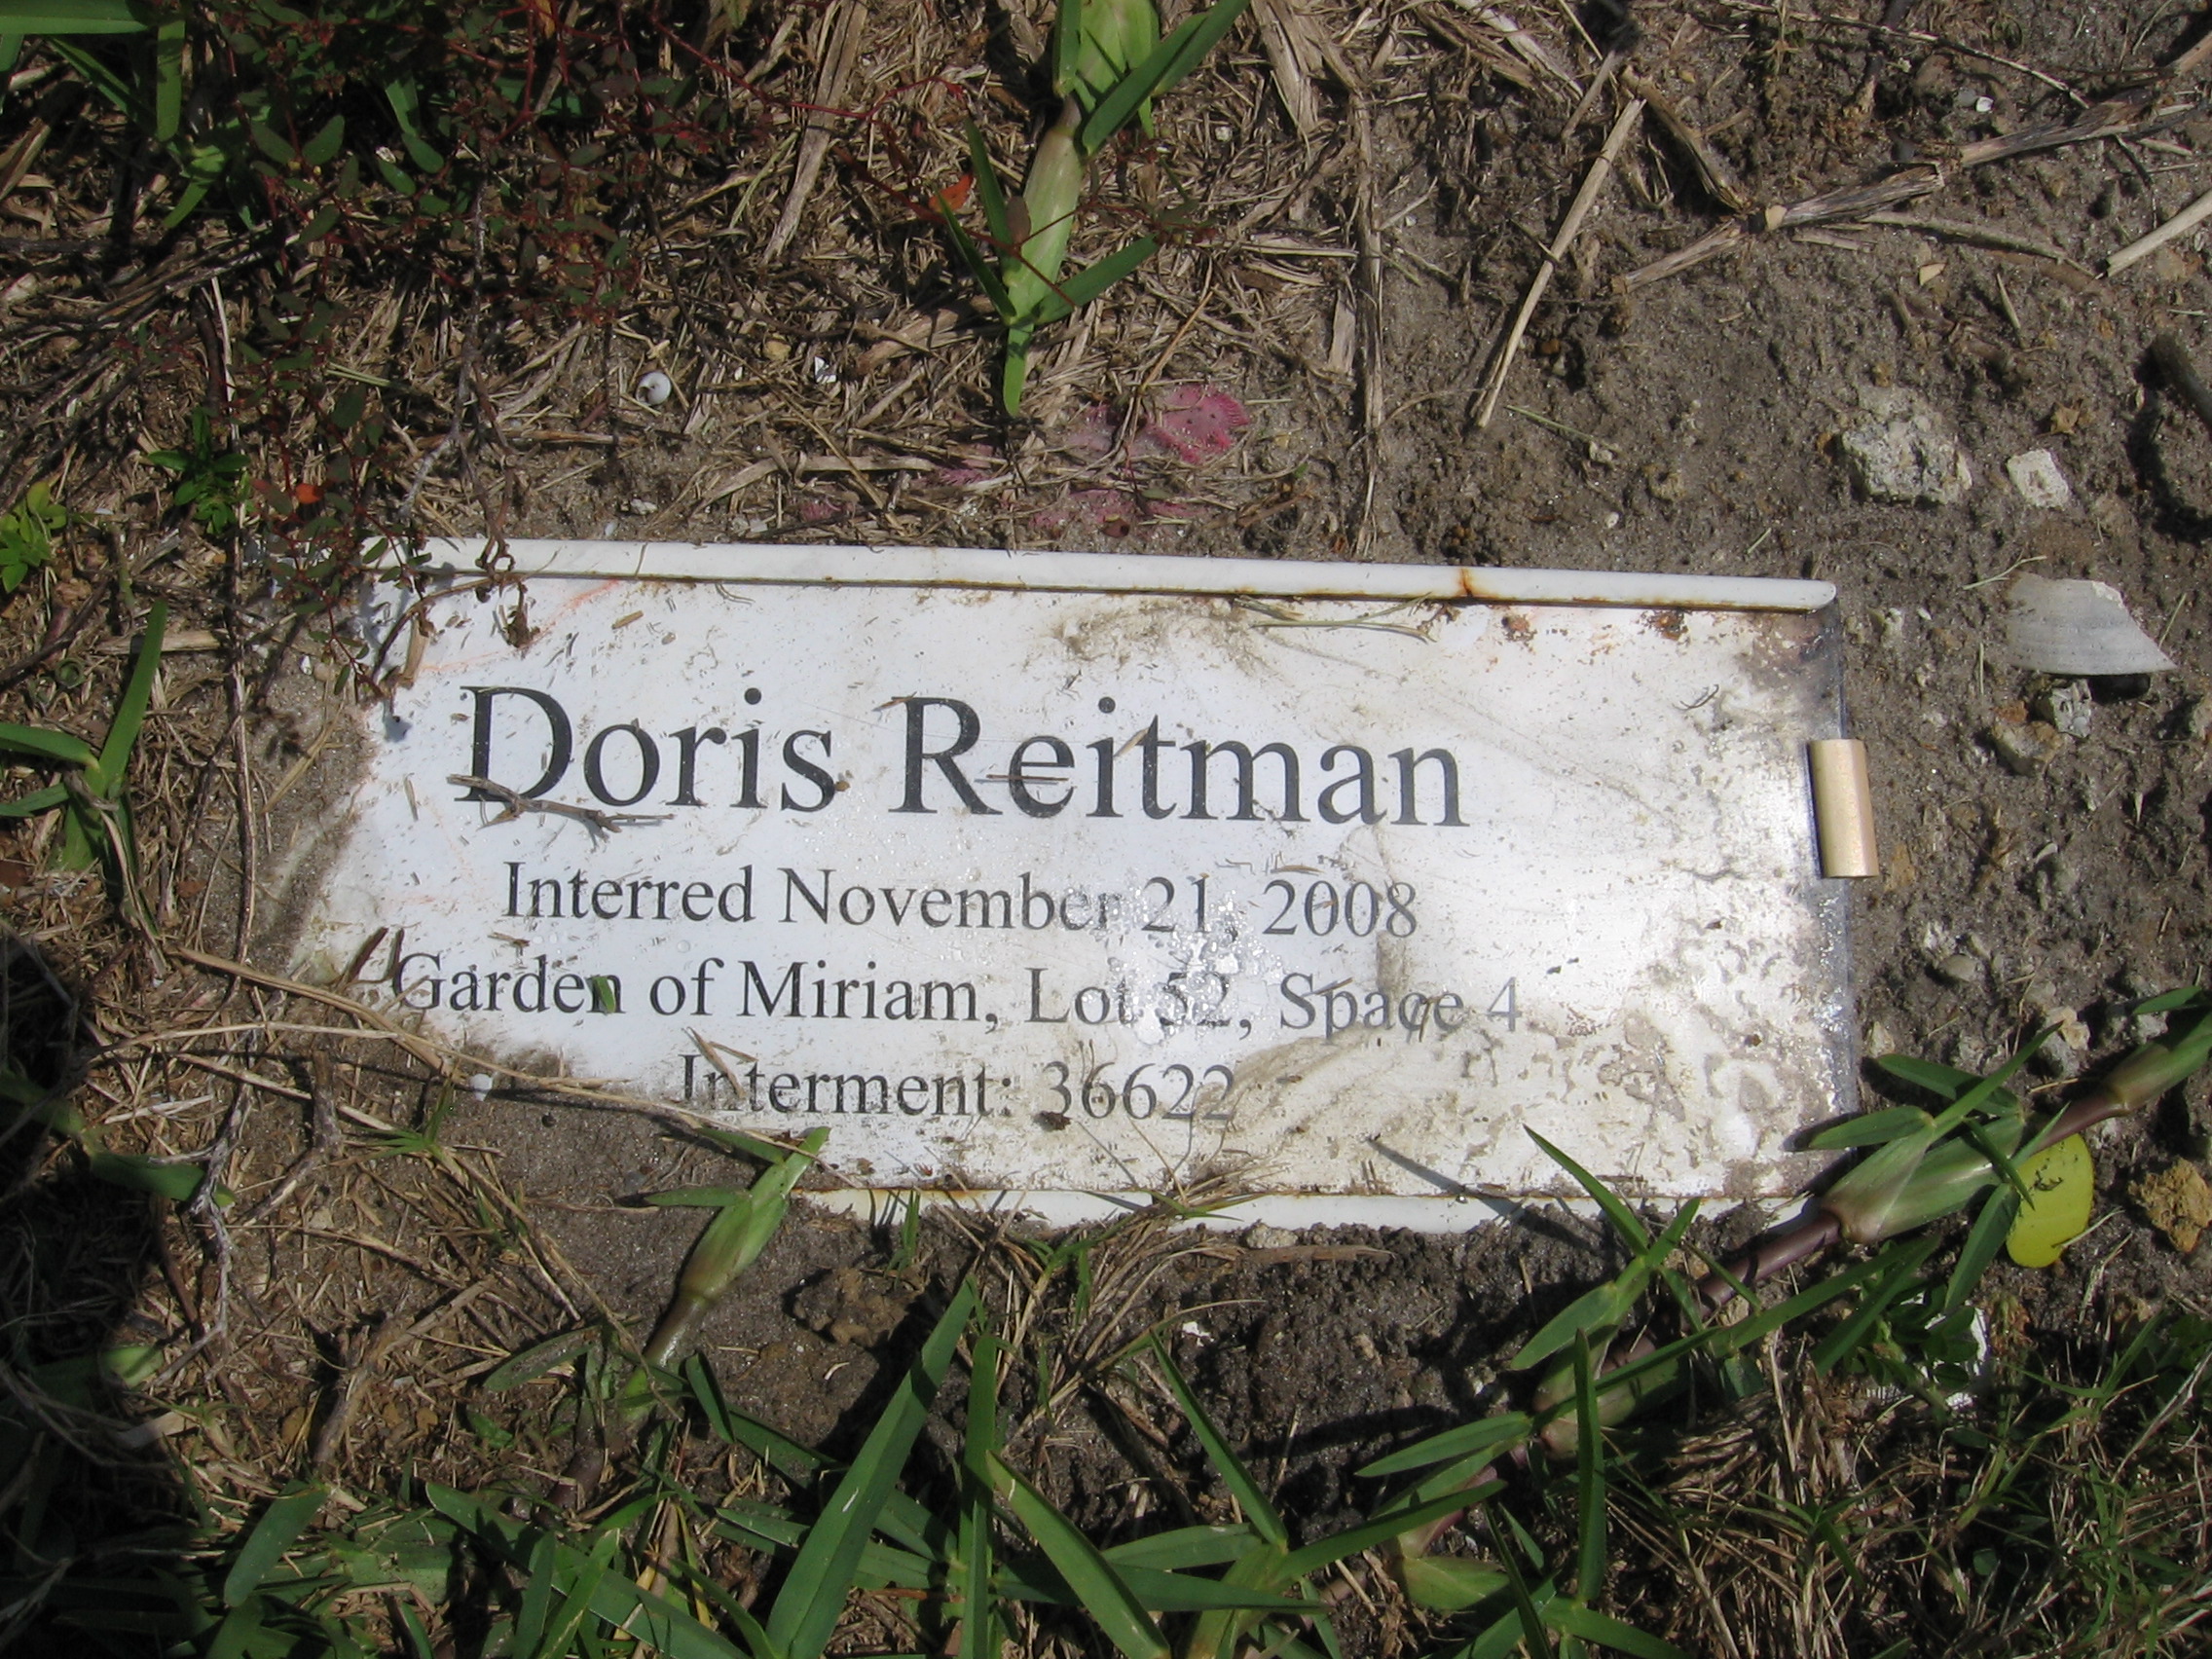 Doris Reitman
Interred November 21, 2008
Garden of Miriam, Lot 52, Space 4
Interment: 36622